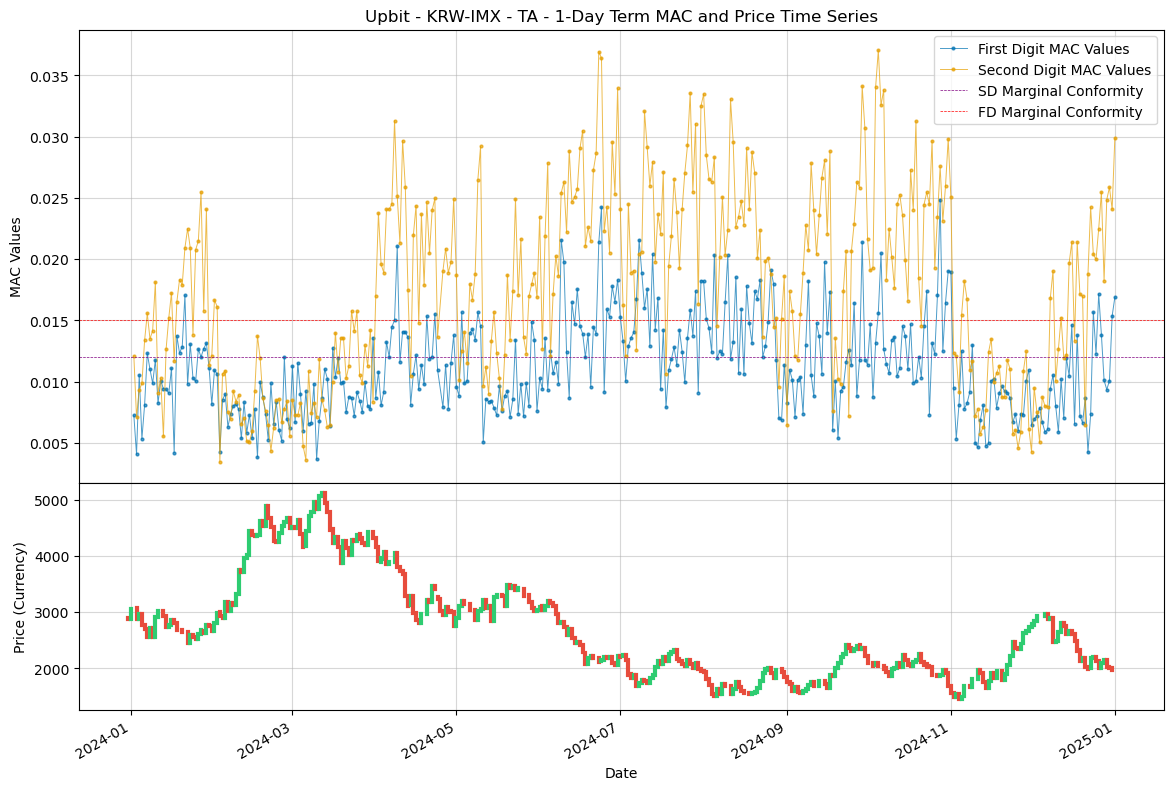 Upbit - KRW-IMX - TA - 1-Day Term MAC and Price Time Series
First Digit MAC Values
Second Digit MAC Values
SD Marginal Conformity
FD Marginal Conformity
MAC Values
0.035
0.030
0.025
0.020
0.015
0.010
0.005
Price (Currency)
5000
4000
3000
2000
2024-01
2024-03
2024-05
2024-07
2024-09
2024-11
2025-01
Date